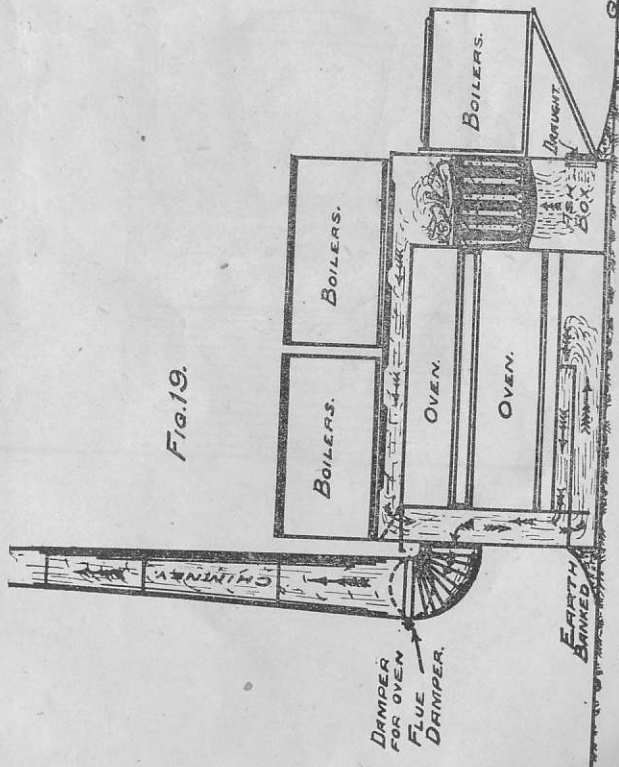 Fig. 19.
CHIMNEY.
BOILERS.
BOILERS.
BOILERS.
OVEN.
OVEN.
DRAUGHT
ASH
BOX
DAMPER
FOR OVEN
FLUE
DAMPER.
EARTH
BANKED